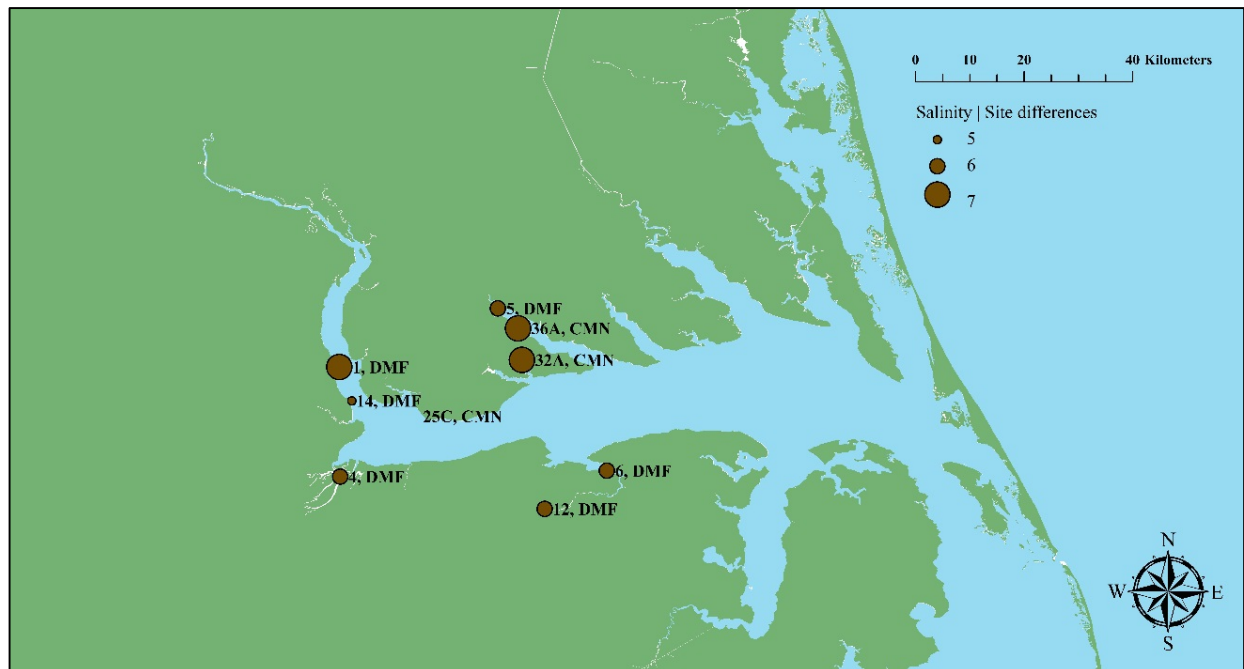 0 10 20 40 Kilometers
Salinity | Site differences
5
6
7
5, DMF
36A, CMN
32A, CMN
1, DMF
14, DMF
25C, CMN
4, DMF
6, DMF
12, DMF
N
W E
S